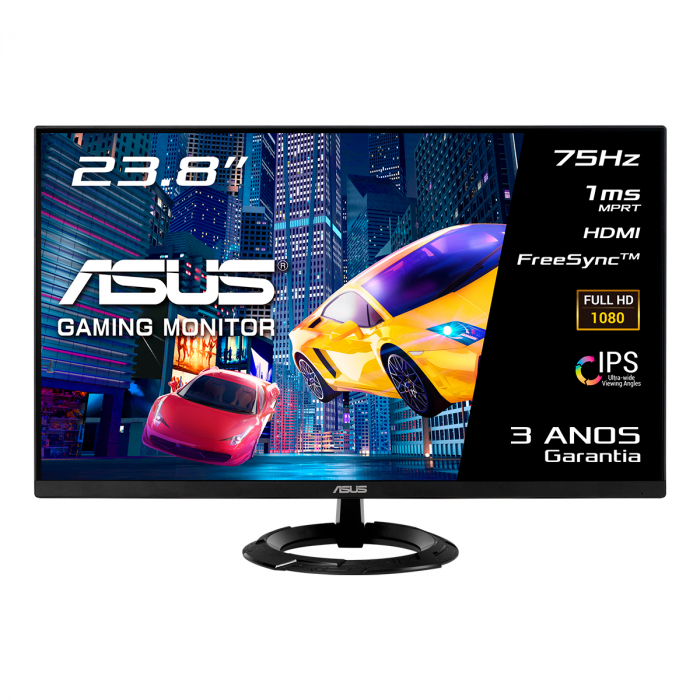 23.8"
ASUS®
GAMING MONITOR
75Hz
1ms
MPRT
HDMI
FreeSync™
FULL HD
1080
IPS
Ultra-wide
Viewing Angles
3 ANOS
Garantia
ASUS